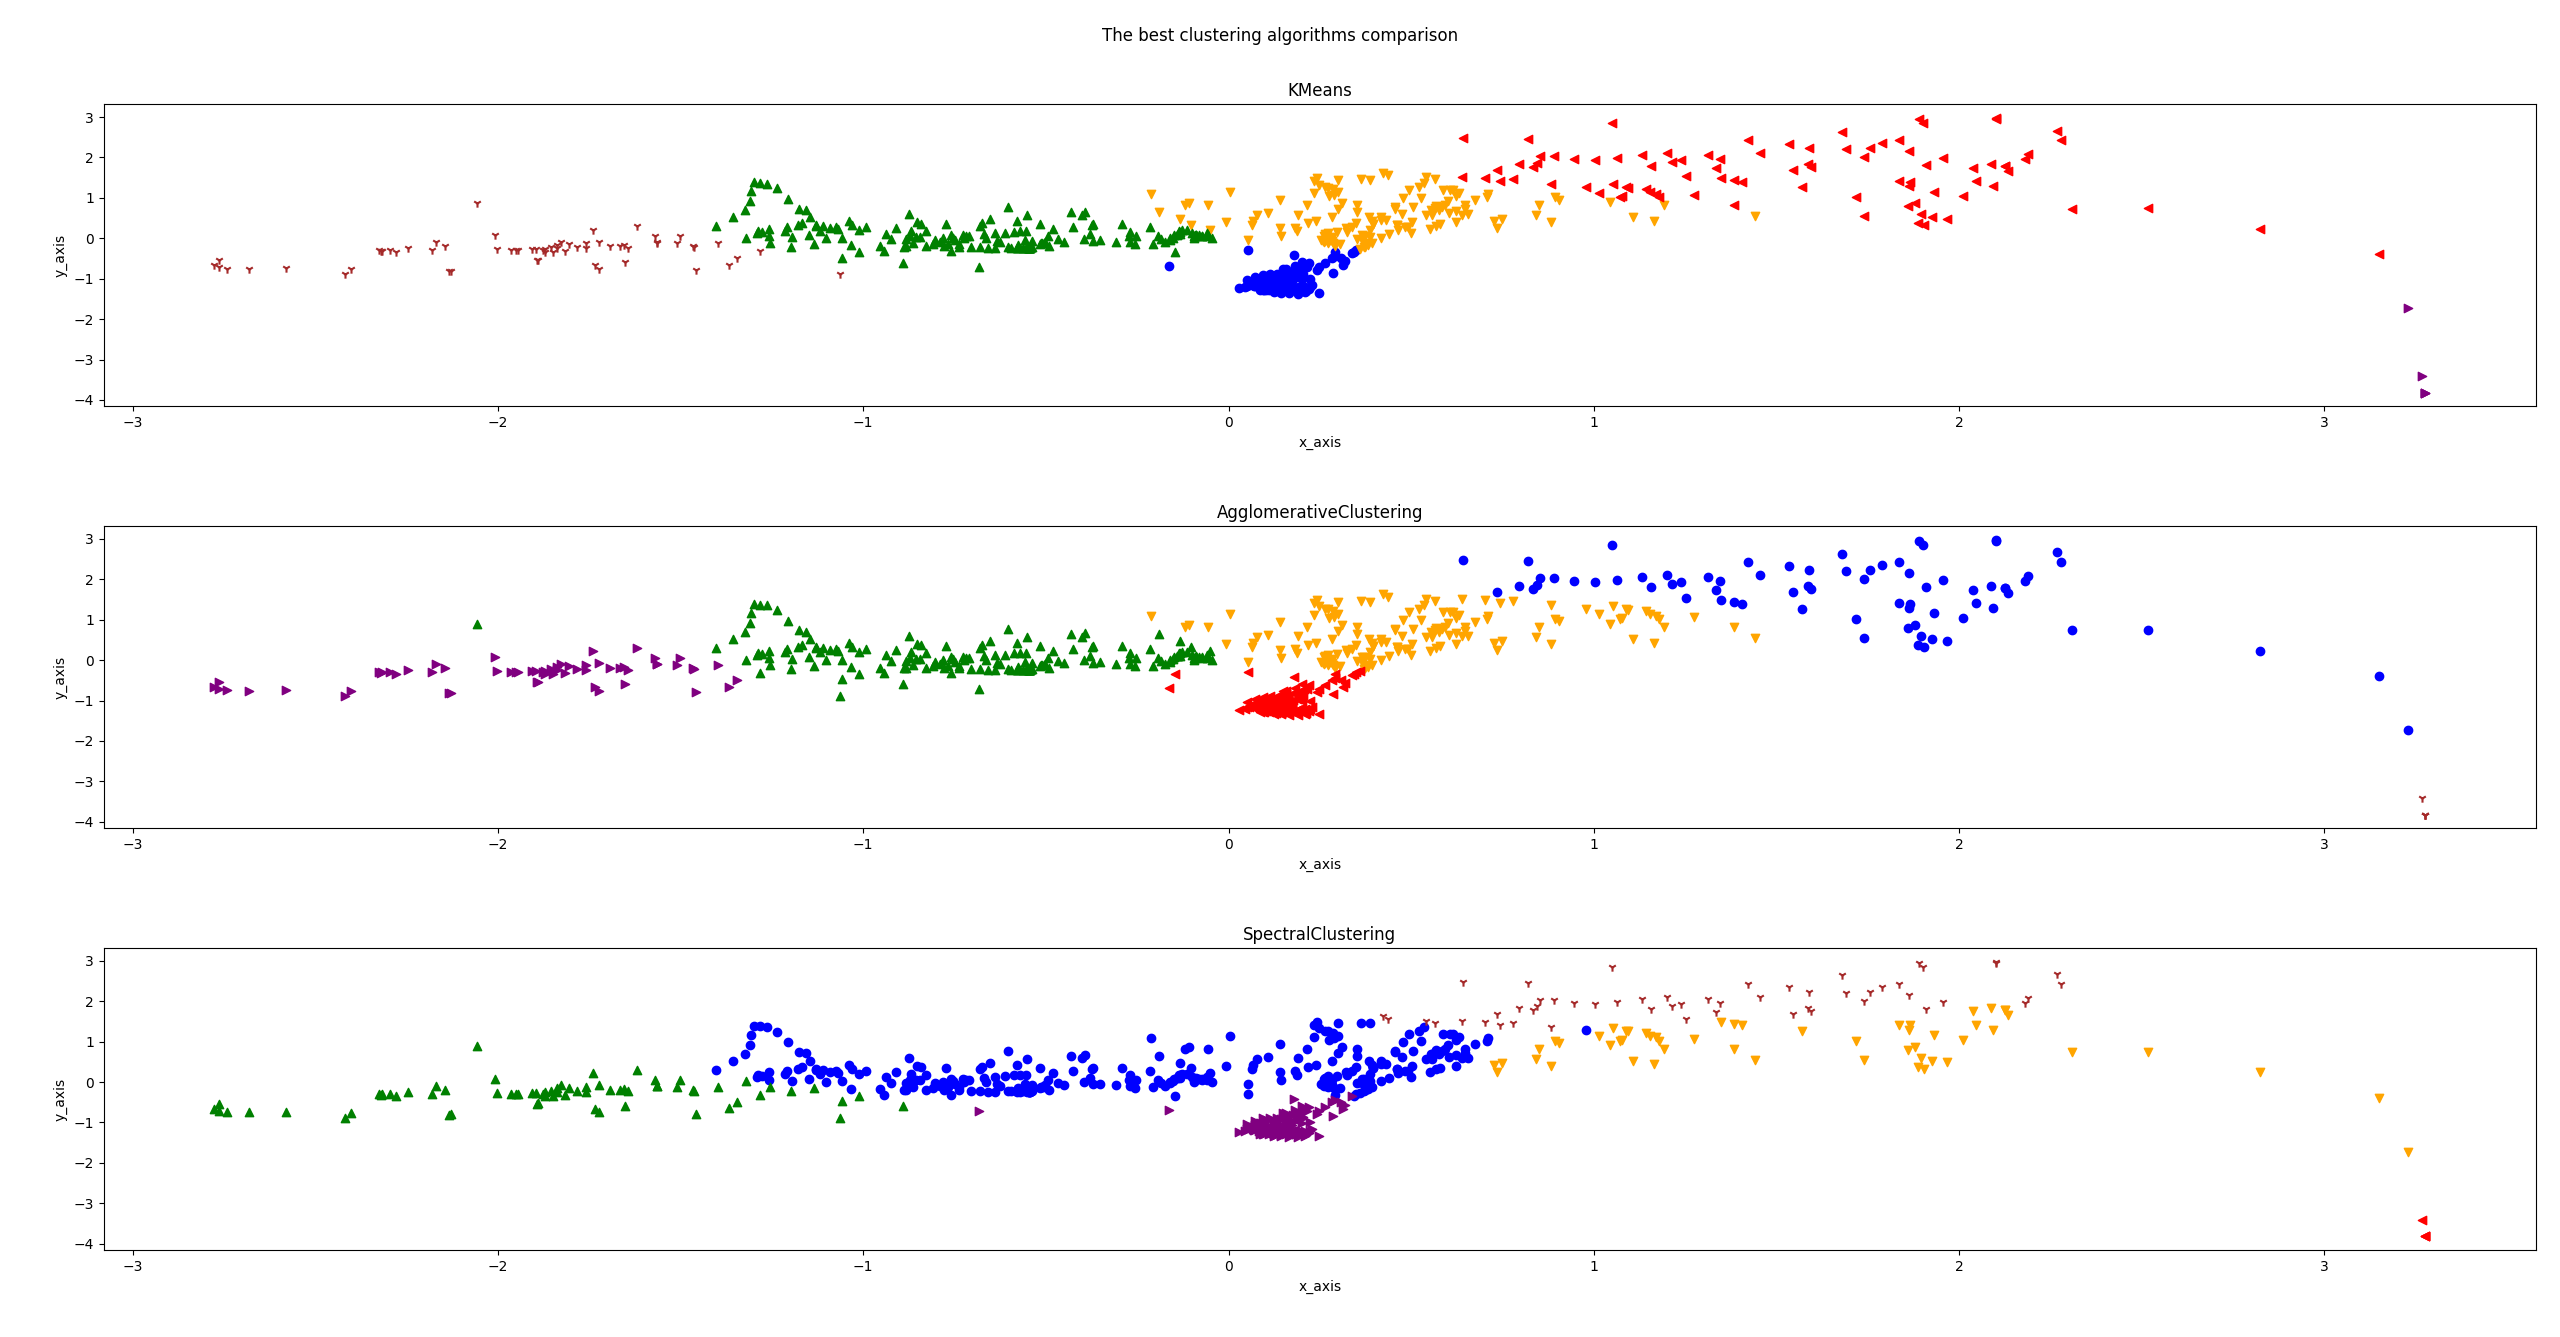 The best clustering algorithms comparison
KMeans
3
2
1
0
−1
−2
−3
−4
y_axis
−3 −2 −1 0 1 2 3
x_axis
AgglomerativeClustering
3
2
1
0
−1
−2
−3
−4
y_axis
−3 −2 −1 0 1 2 3
x_axis
SpectralClustering
3
2
1
0
−1
−2
−3
−4
y_axis
−3 −2 −1 0 1 2 3
x_axis